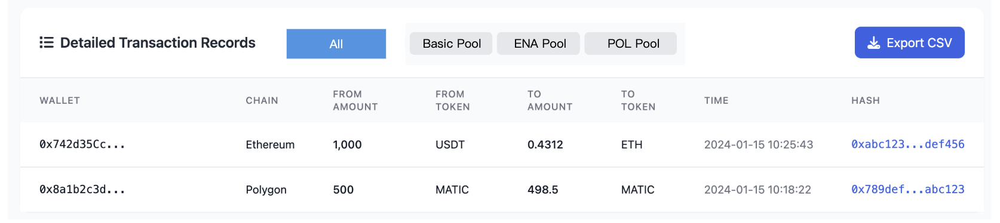 Detailed Transaction Records All Basic Pool ENA Pool POL Pool Export CSV
WALLET CHAIN FROM AMOUNT FROM TOKEN TO AMOUNT TO TOKEN TIME HASH
0x742d35Cc... Ethereum 1,000 USDT 0.4312 ETH 2024-01-15 10:25:43 0xabc123...def456
0x8a1b2c3d... Polygon 500 MATIC 498.5 MATIC 2024-01-15 10:18:22 0x789def...abc123